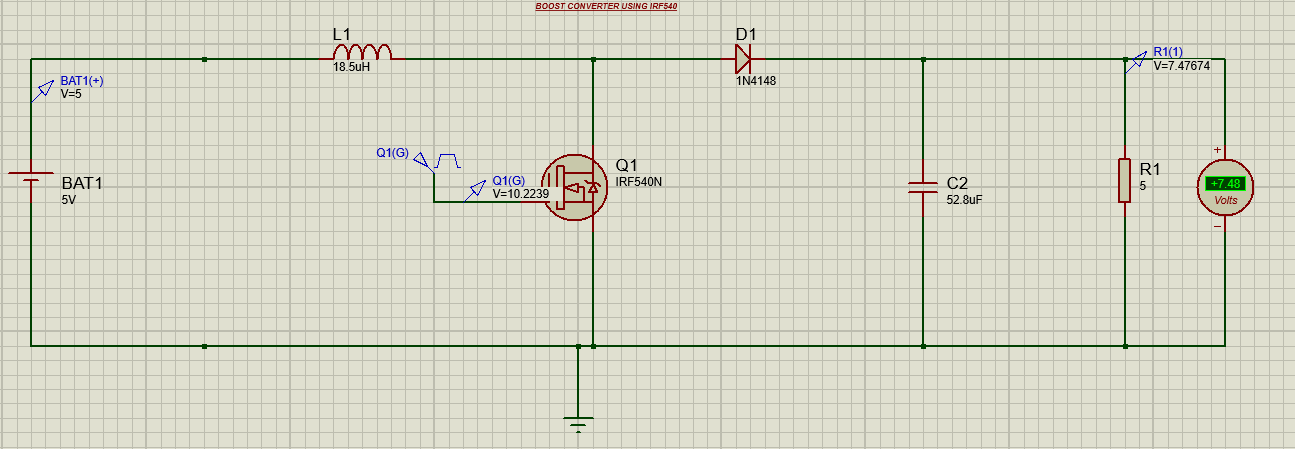 BOOST CONVERTER USING IRF540
L1
18.5uH
D1
1N4148
R1(1)
V=7.47674
BAT1(+)
V=5
Q1(G)
Q1(G)
V=10.2239
Q1
IRF540N
BAT1
5V
C2
52.8uF
R1
5
+
+7.48
Volts
–